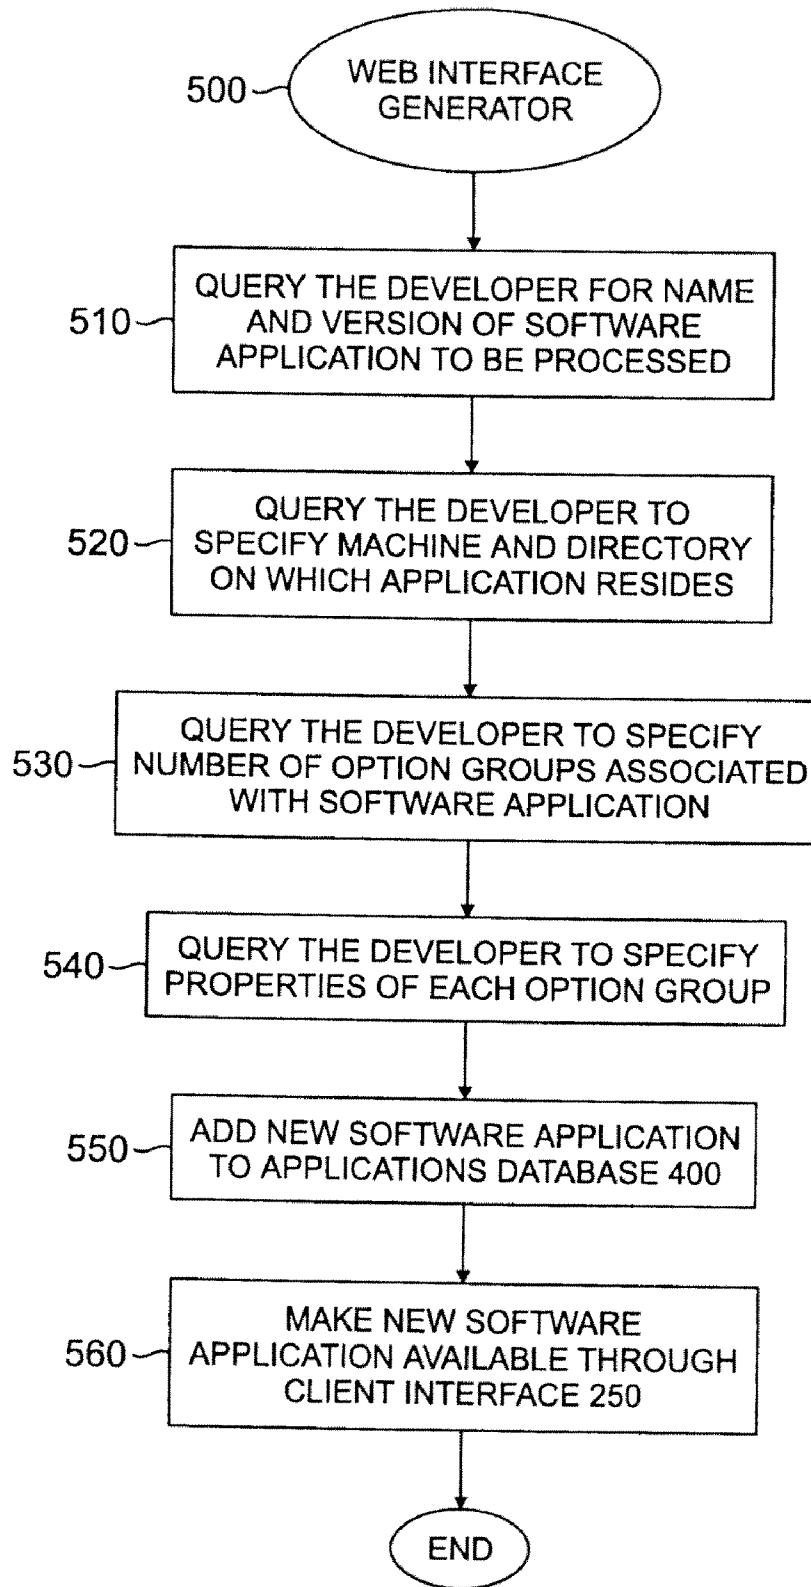 500
WEB INTERFACE
GENERATOR
510
QUERY THE DEVELOPER FOR NAME
AND VERSION OF SOFTWARE
APPLICATION TO BE PROCESSED
520
QUERY THE DEVELOPER TO
SPECIFY MACHINE AND DIRECTORY
ON WHICH APPLICATION RESIDES
530
QUERY THE DEVELOPER TO SPECIFY
NUMBER OF OPTION GROUPS ASSOCIATED
WITH SOFTWARE APPLICATION
540
QUERY THE DEVELOPER TO SPECIFY
PROPERTIES OF EACH OPTION GROUP
550
ADD NEW SOFTWARE APPLICATION
TO APPLICATIONS DATABASE 400
560
MAKE NEW SOFTWARE
APPLICATION AVAILABLE THROUGH
CLIENT INTERFACE 250
END